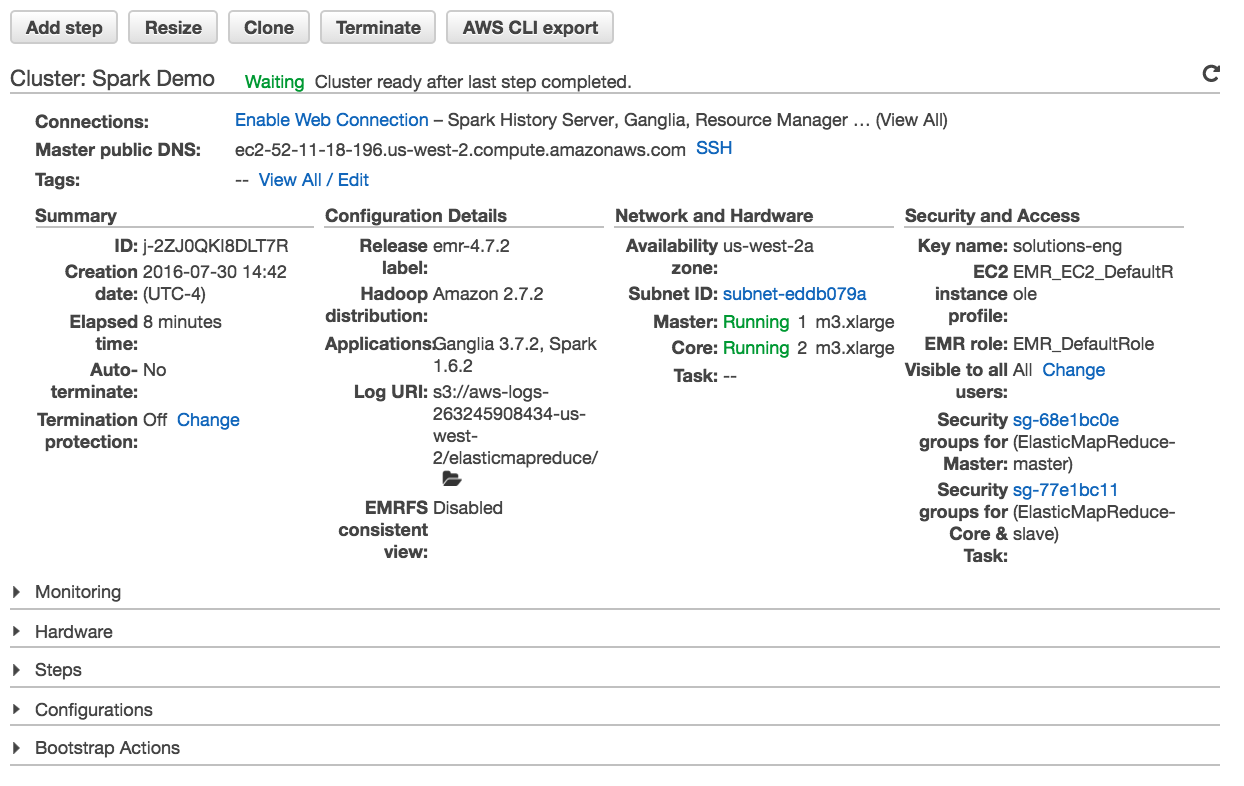 Add step Resize Clone Terminate AWS CLI export
Cluster: Spark Demo Waiting Cluster ready after last step completed.
Connections: Enable Web Connection – Spark History Server, Ganglia, Resource Manager … (View All)
Master public DNS: ec2-52-11-18-196.us-west-2.compute.amazonaws.com SSH
Tags: -- View All / Edit
Summary
ID: j-2ZJ0QKI8DLT7R
Creation 2016-07-30 14:42
date: (UTC-4)
Elapsed 8 minutes
time:
Auto- No
terminate:
Termination Off Change
protection:
Configuration Details
Release emr-4.7.2
label:
Hadoop Amazon 2.7.2
distribution:
Applications: Ganglia 3.7.2, Spark
1.6.2
Log URI: s3://aws-logs-
263245908434-us-
west-
2/elasticmapreduce/
EMRFS Disabled
consistent
view:
Network and Hardware
Availability us-west-2a
zone:
Subnet ID: subnet-eddb079a
Master: Running 1 m3.xlarge
Core: Running 2 m3.xlarge
Task: --
Security and Access
Key name: solutions-eng
EC2 EMR_EC2_DefaultR
instance ole
profile:
EMR role: EMR_DefaultRole
Visible to all All Change
users:
Security sg-68e1bc0e
groups for (ElasticMapReduce-
Master: master)
Security sg-77e1bc11
groups for (ElasticMapReduce-
Core & slave)
Task:
Monitoring
Hardware
Steps
Configurations
Bootstrap Actions